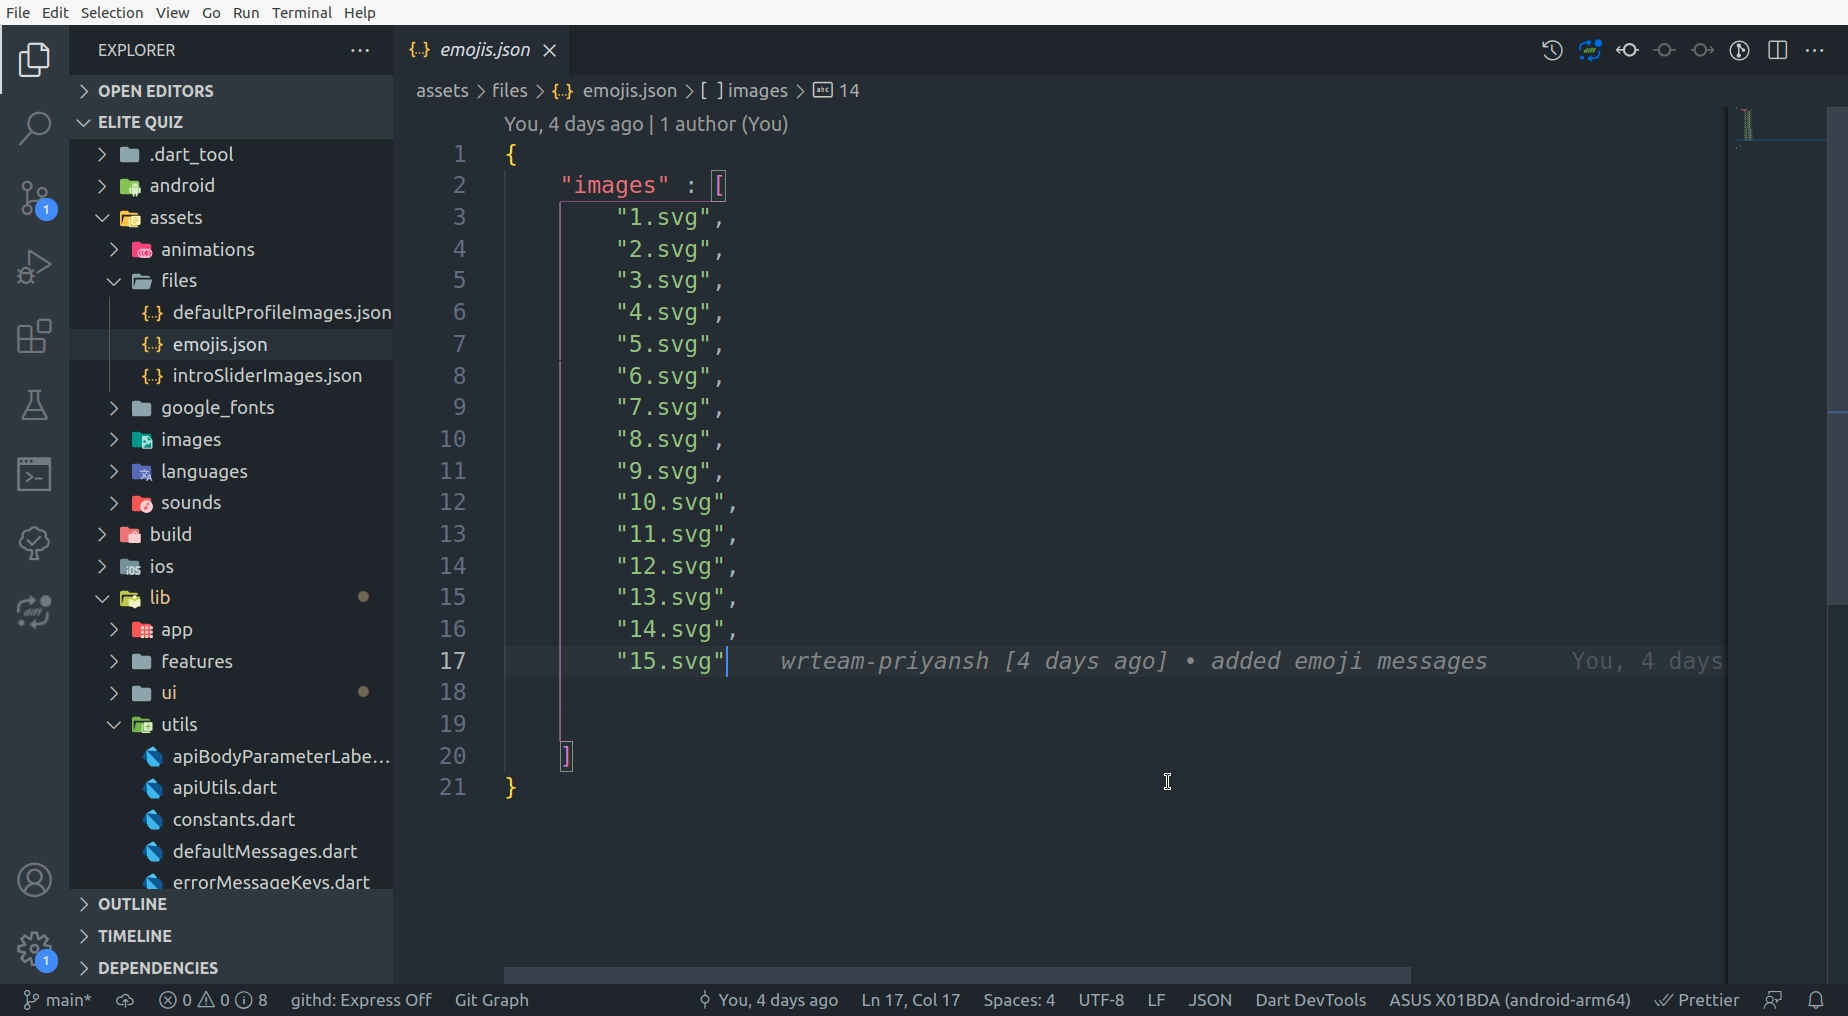 File Edit Selection View Go Run Terminal Help
EXPLORER
OPEN EDITORS
ELITE QUIZ
.dart_tool
android
assets
animations
files
defaultProfileImages.json
emojis.json
introSliderImages.json
google_fonts
images
languages
sounds
build
ios
lib
app
features
ui
utils
apiBodyParameterLabe...
apiUtils.dart
constants.dart
defaultMessages.dart
errorMessageKeys.dart
OUTLINE
TIMELINE
DEPENDENCIES
1
1
{..} emojis.json
assets > files > {..} emojis.json > [ ] images > abc 14
You, 4 days ago | 1 author (You)
1 {
2 "images" : [
3 "1.svg",
4 "2.svg",
5 "3.svg",
6 "4.svg",
7 "5.svg",
8 "6.svg",
9 "7.svg",
10 "8.svg",
11 "9.svg",
12 "10.svg",
13 "11.svg",
14 "12.svg",
15 "13.svg",
16 "14.svg",
17 "15.svg" wrteam-priyansh [4 days ago] • added emoji messages You, 4 days
18
19
20 ]
21 }
main* 0 0 8 githd: Express Off Git Graph You, 4 days ago Ln 17, Col 17 Spaces: 4 UTF-8 LF JSON Dart DevTools ASUS X01BDA (android-arm64) Prettier